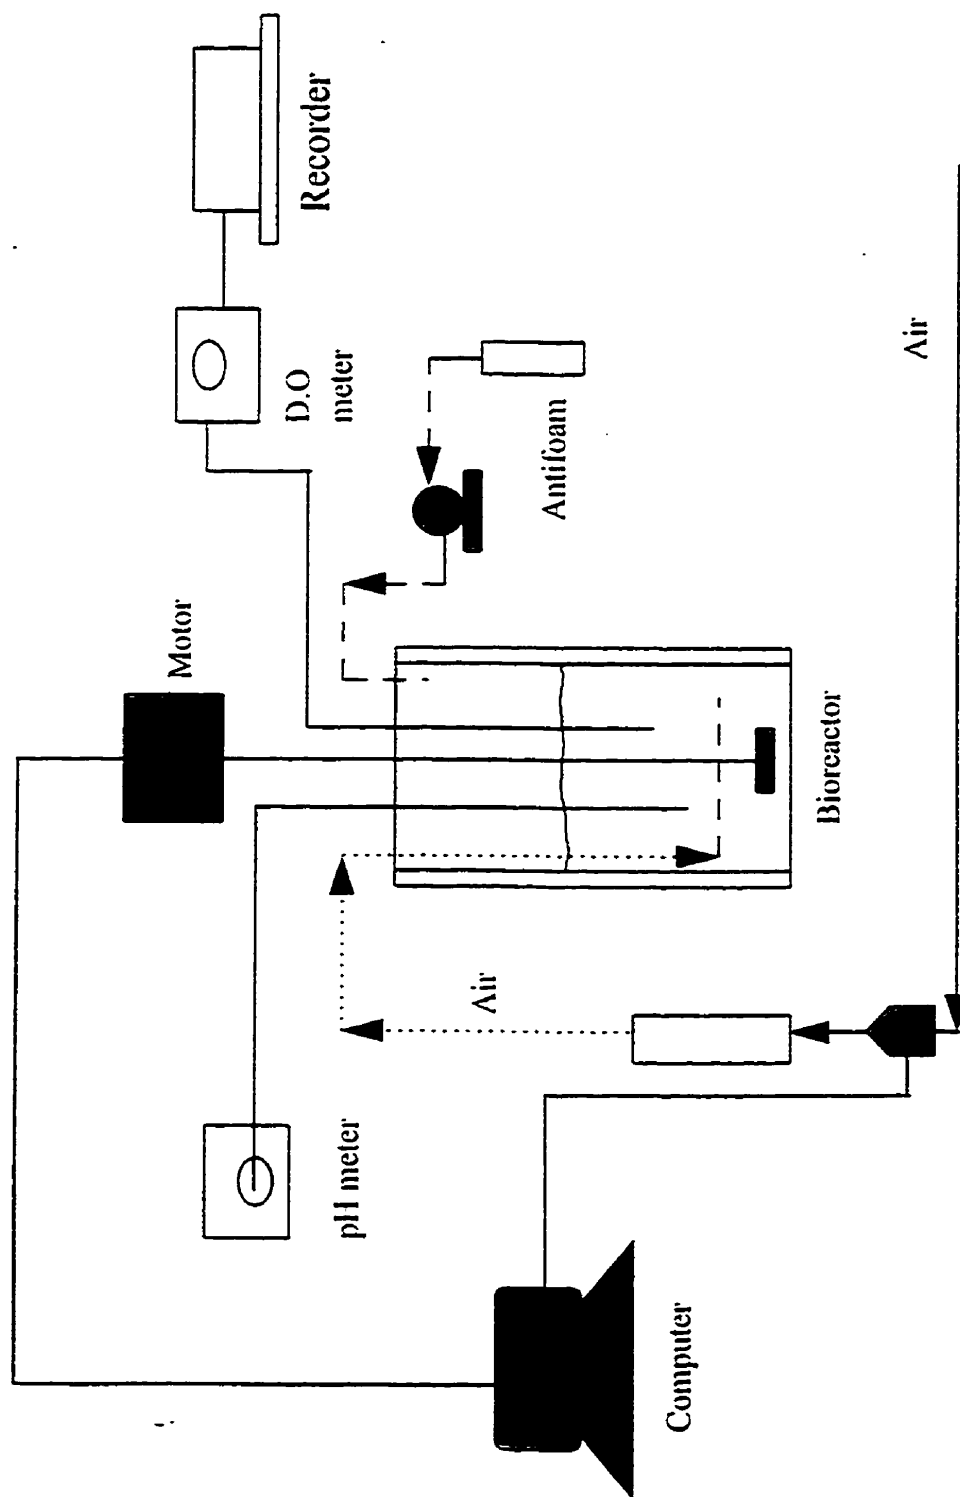 Recorder
D.O
meter
Motor
Antifoam
Air
Bioreactor
Air
pH meter
Computer